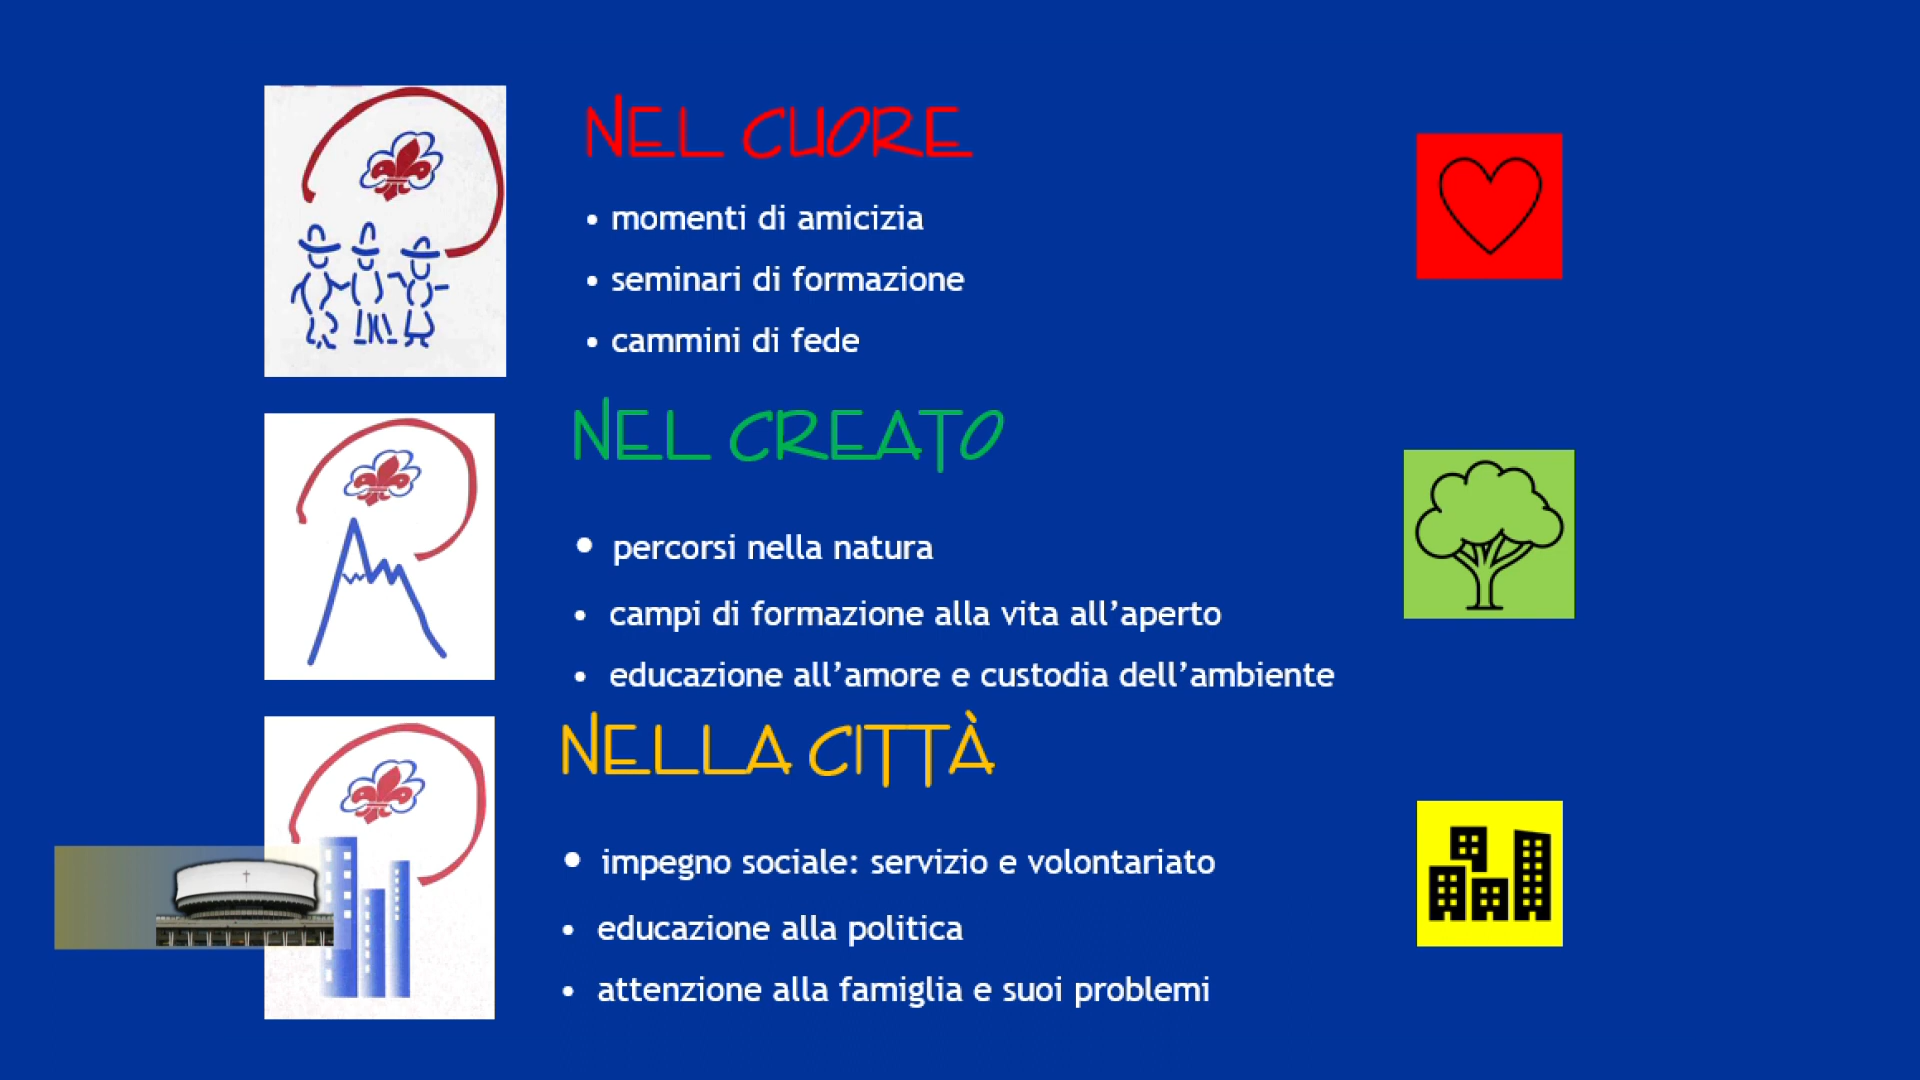 NEL CUORE
• momenti di amicizia
• seminari di formazione
• cammini di fede
NEL CREATO
• percorsi nella natura
• campi di formazione alla vita all’aperto
• educazione all’amore e custodia dell’ambiente
NELLA CITTÀ
• impegno sociale: servizio e volontariato
• educazione alla politica
• attenzione alla famiglia e suoi problemi